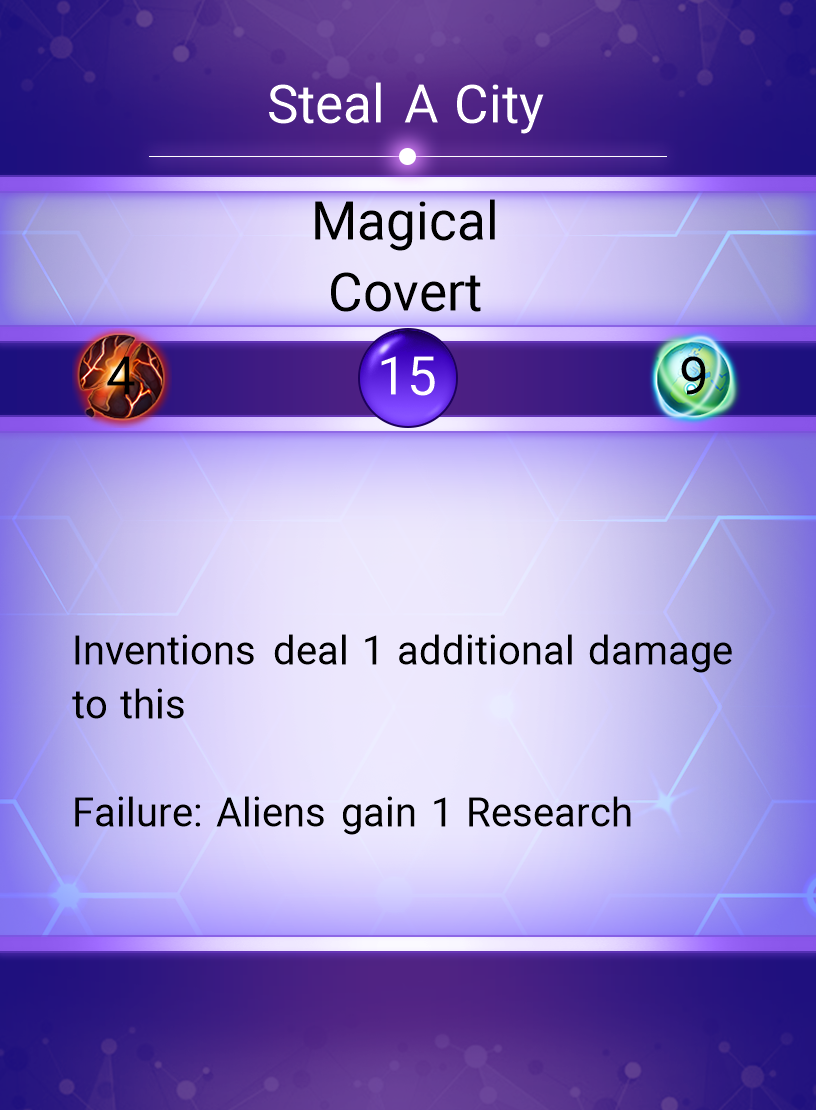 Steal A City
Magical
Covert
4 15 9
Inventions deal 1 additional damage
to this
Failure: Aliens gain 1 Research